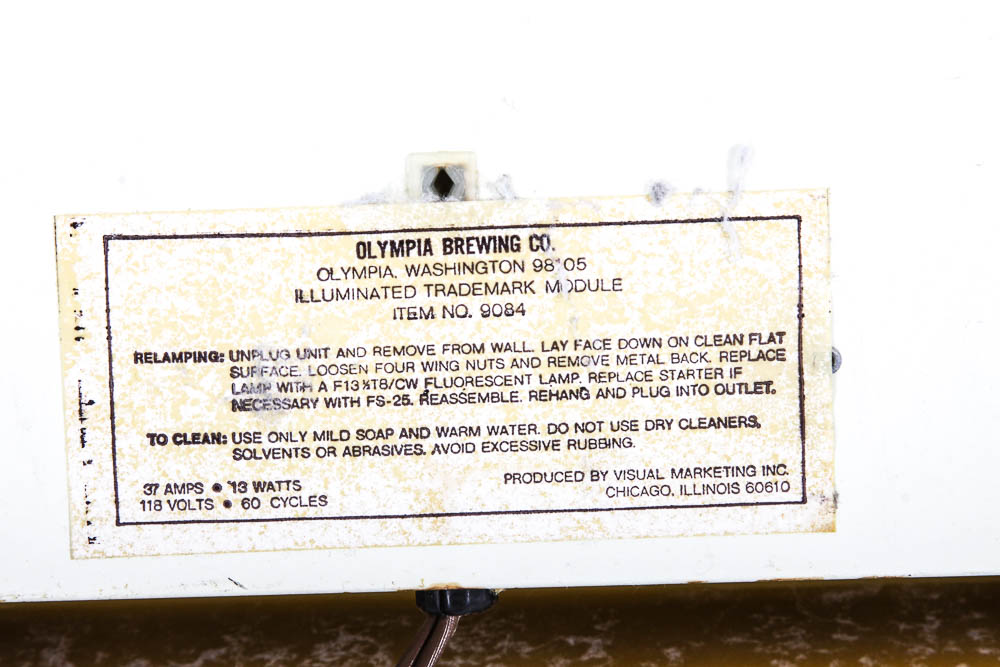 OLYMPIA BREWING CO.
OLYMPIA, WASHINGTON 98 05
ILLUMINATED TRADEMARK MODULE
ITEM NO. 9084
RELAMPING: UNPLUG UNIT AND REMOVE FROM WALL. LAY FACE DOWN ON CLEAN FLAT
SURFACE. LOOSEN FOUR WING NUTS AND REMOVE METAL BACK. REPLACE
LAMP WITH A F13½T8/CW FLUORESCENT LAMP. REPLACE STARTER IF
NECESSARY WITH FS-25. REASSEMBLE. REHANG AND PLUG INTO OUTLET.
TO CLEAN: USE ONLY MILD SOAP AND WARM WATER. DO NOT USE DRY CLEANERS,
SOLVENTS OR ABRASIVES. AVOID EXCESSIVE RUBBING.
37 AMPS • 13 WATTS
118 VOLTS • 60 CYCLES
PRODUCED BY VISUAL MARKETING INC.
CHICAGO, ILLINOIS 60610